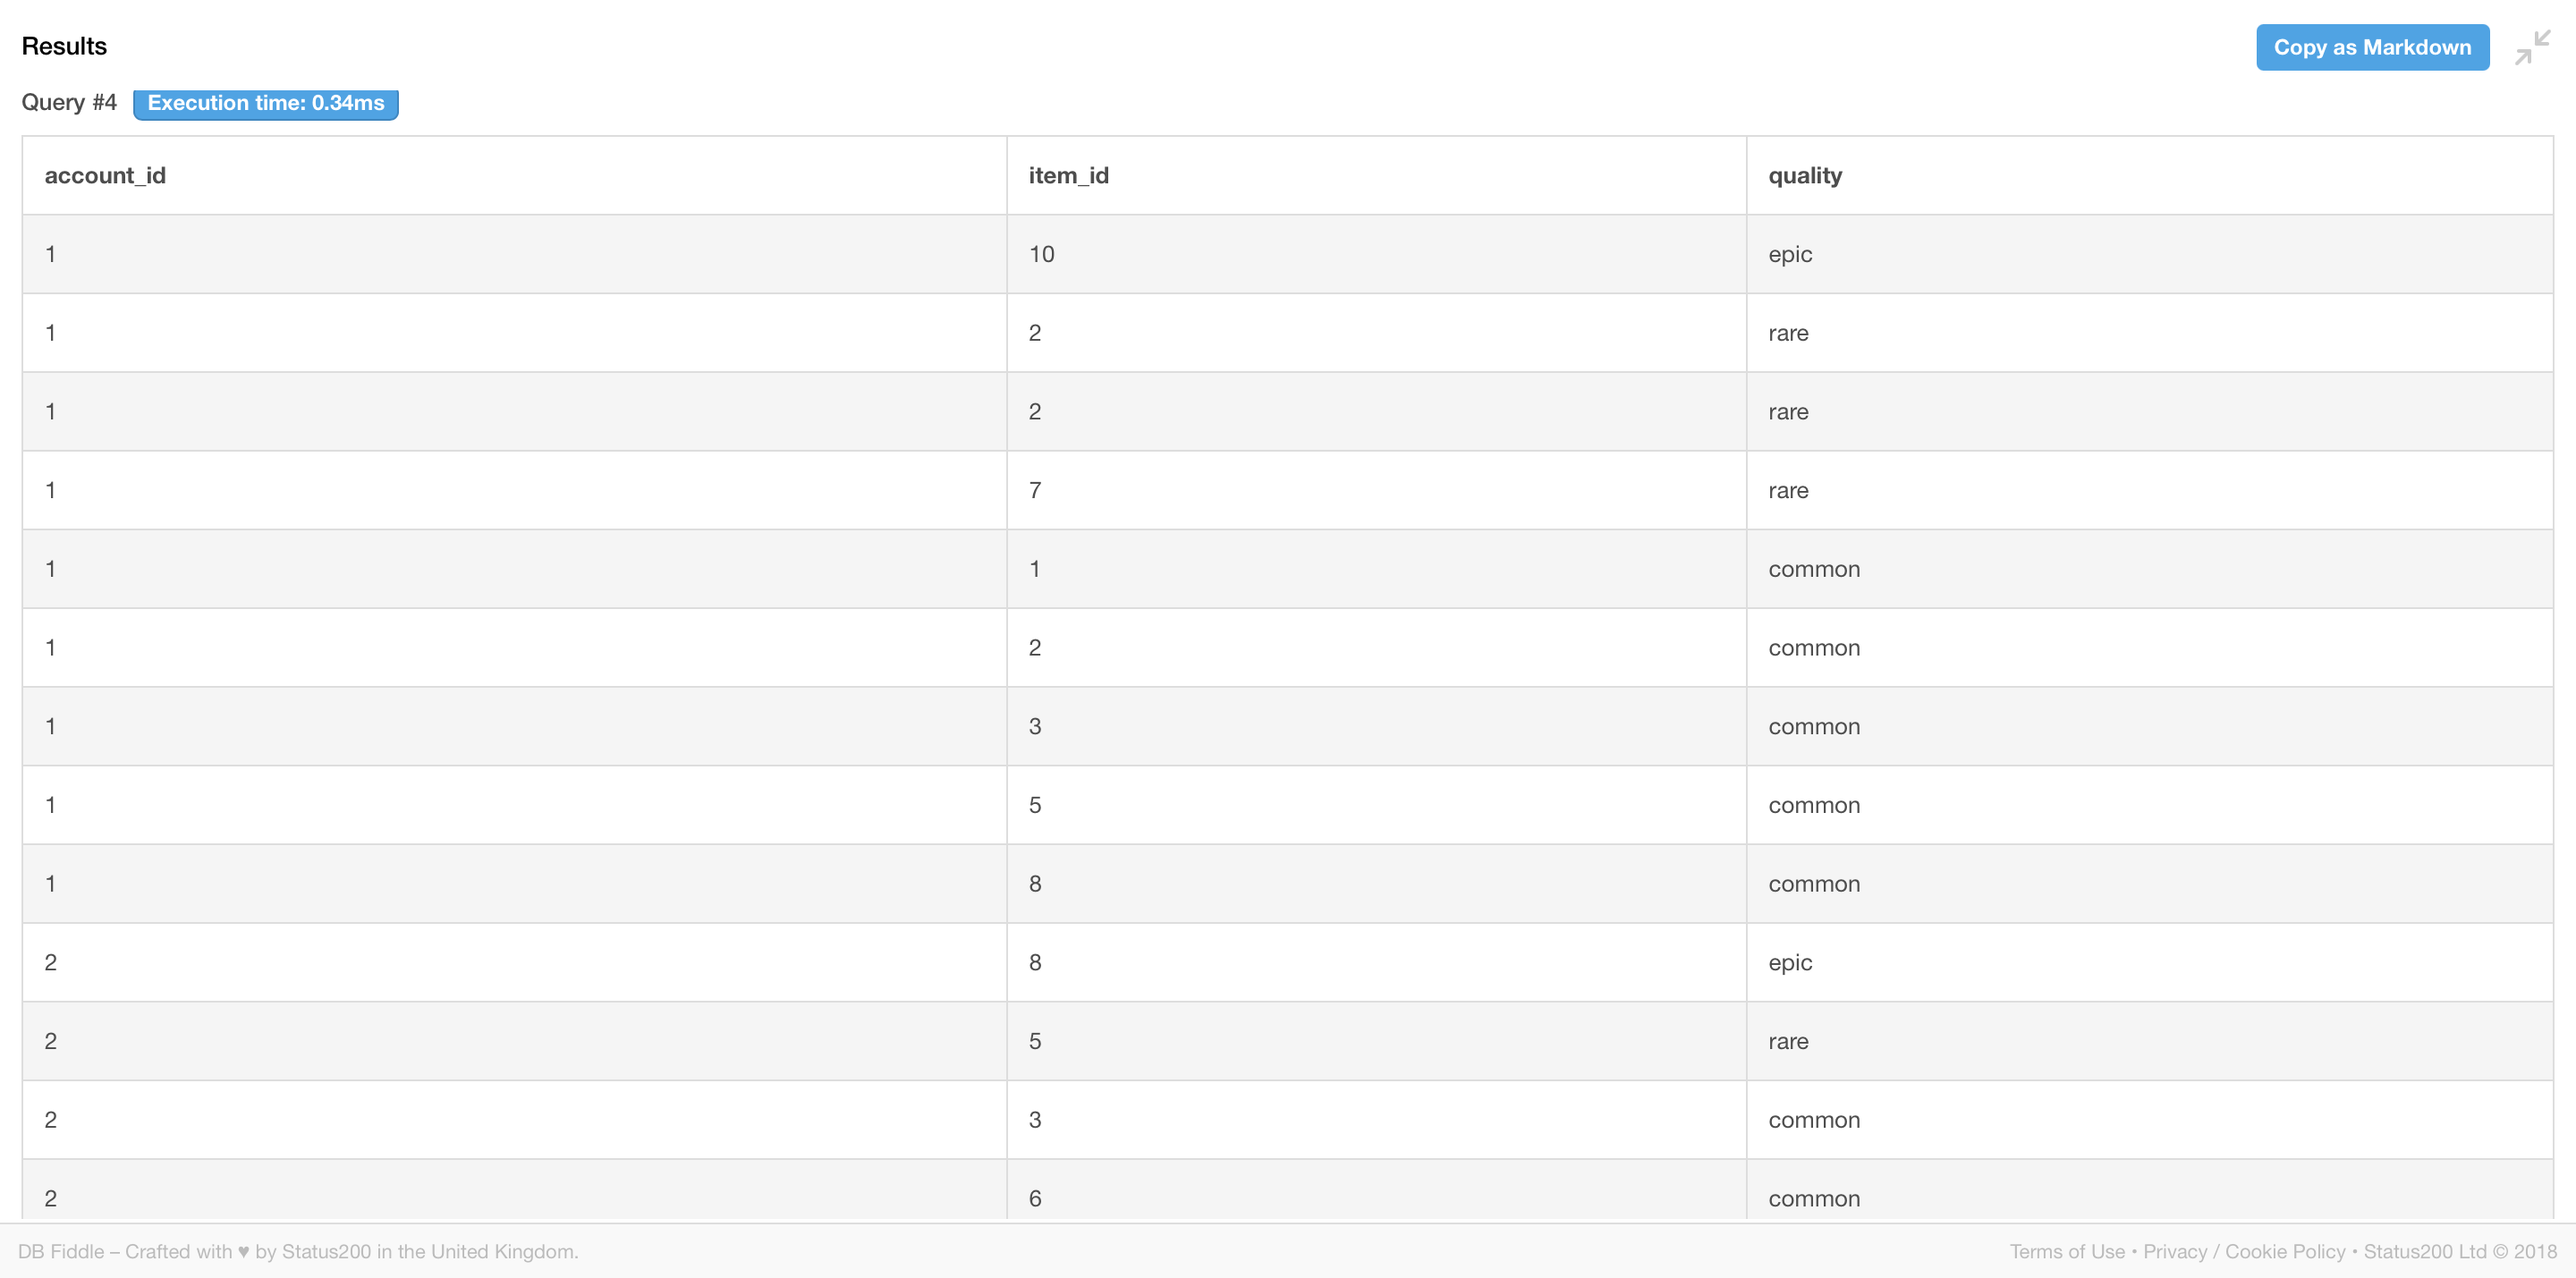 Results
Copy as Markdown
Query #4 Execution time: 0.34ms
account_id item_id quality
1 10 epic
1 2 rare
1 2 rare
1 7 rare
1 1 common
1 2 common
1 3 common
1 5 common
1 8 common
2 8 epic
2 5 rare
2 3 common
2 6 common
DB Fiddle – Crafted with ♥ by Status200 in the United Kingdom.
Terms of Use • Privacy / Cookie Policy • Status200 Ltd © 2018